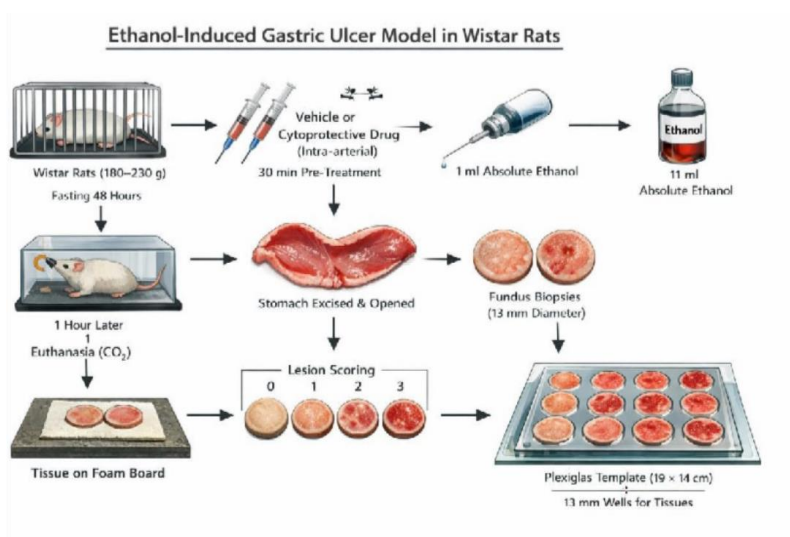 Ethanol-Induced Gastric Ulcer Model in Wistar Rats
Wistar Rats (180–230 g)
Fasting 48 Hours
Vehicle or
Cytoprotective Drug
(Intra-arterial)
30 min Pre-Treatment
1 ml Absolute Ethanol
Ethanol
11 ml
Absolute Ethanol
1 Hour Later
1
Euthanasia (CO₂)
Stomach Excised & Opened
Fundus Biopsies
(13 mm Diameter)
Tissue on Foam Board
Lesion Scoring
0 1 2 3
Plexiglas Template (19 × 14 cm)
13 mm Wells for Tissues